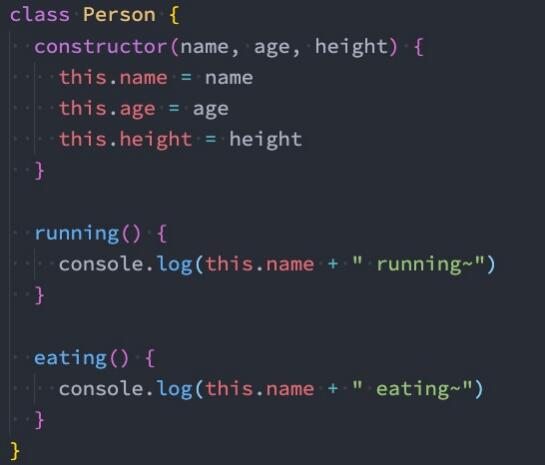 class Person {
  constructor(name, age, height) {
    this.name = name
    this.age = age
    this.height = height
  }

  running() {
    console.log(this.name + " running~")
  }

  eating() {
    console.log(this.name + " eating~")
  }
}